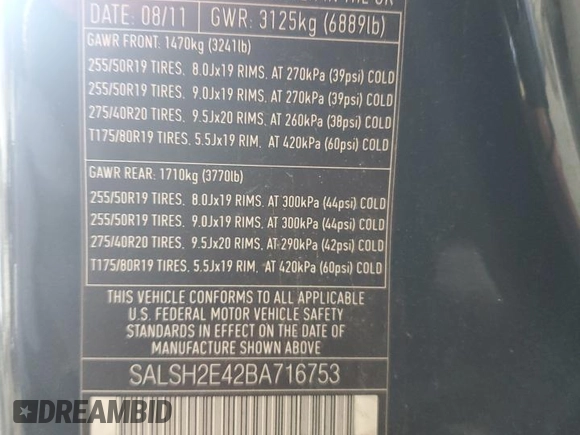 IN THE UK
DATE: 08/11 GWR: 3125kg (6889lb)
GAWR FRONT: 1470kg (3241lb)
255/50R19 TIRES. 8.0Jx19 RIMS. AT 270kPa (39psi) COLD
255/50R19 TIRES. 9.0Jx19 RIMS, AT 270kPa (39psi) COLD
275/40R20 TIRES. 9.5Jx20 RIMS, AT 260kPa (38psi) COLD
T175/80R19 TIRES. 5.5Jx19 RIM, AT 420kPa (60psi) COLD
GAWR REAR: 1710kg (3770lb)
255/50R19 TIRES. 8.0Jx19 RIMS. AT 300kPa (44psi) COLD
255/50R19 TIRES. 9.0Jx19 RIMS. AT 300kPa (44psi) COLD
275/40R20 TIRES. 9.5Jx20 RIMS, AT 290kPa (42psi) COLD
T175/80R19 TIRES. 5.5Jx19 RIM, AT 420kPa (60psi) COLD
THIS VEHICLE CONFORMS TO ALL APPLICABLE
U.S. FEDERAL MOTOR VEHICLE SAFETY
STANDARDS IN EFFECT ON THE DATE OF
MANUFACTURE SHOWN ABOVE
SALSH2E42BA716753
DREAMBID